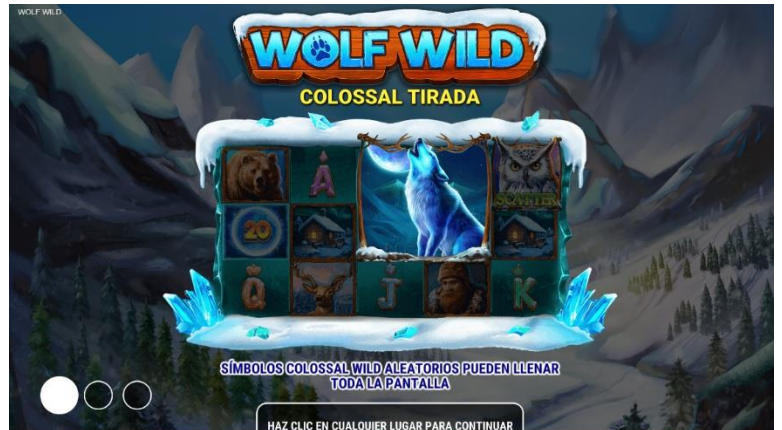 WOLF WILD
WOLF WILD
COLOSSAL TIRADA
A
SCATTER
20
Q
J
K
SÍMBOLOS COLOSSAL WILD ALEATORIOS PUEDEN LLENAR
TODA LA PANTALLA
HAZ CLIC EN CUALQUIER LUGAR PARA CONTINUAR